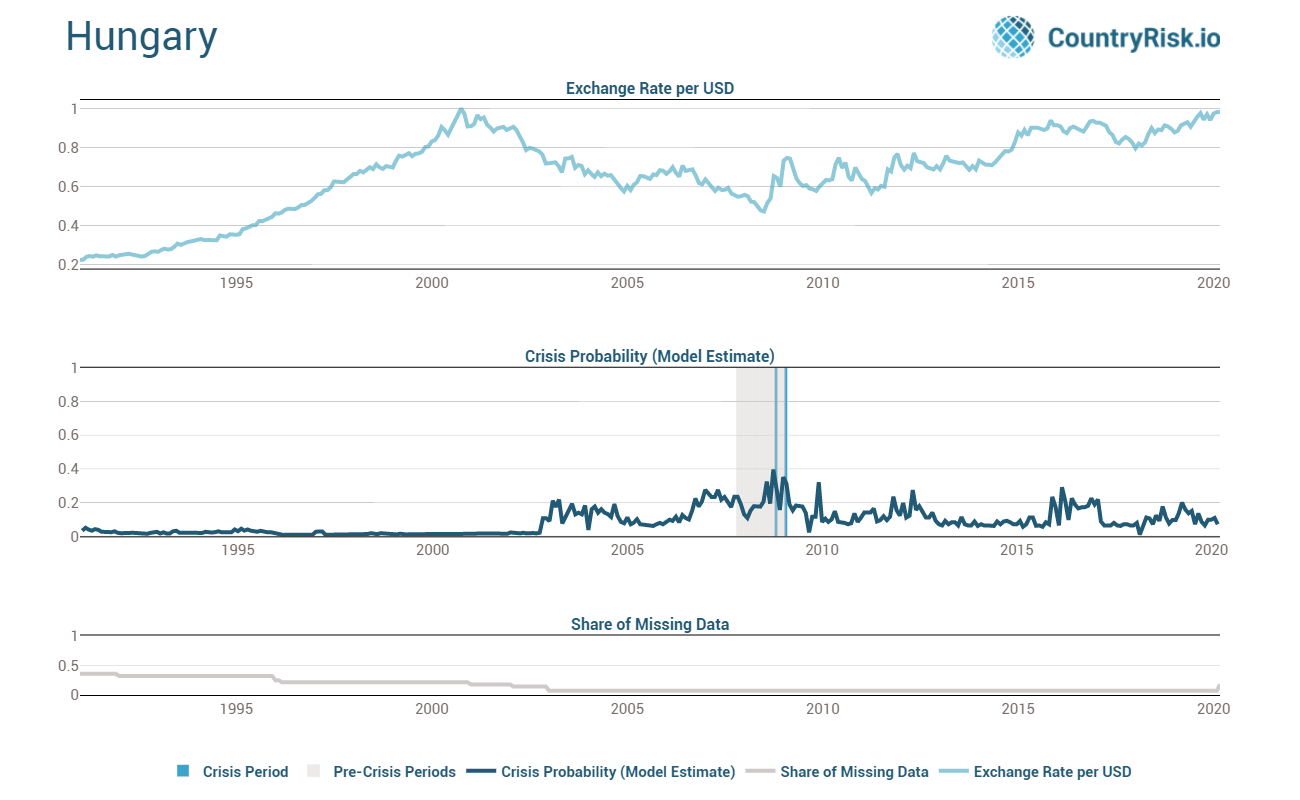 Hungary
CountryRisk.io
Exchange Rate per USD
1
0.8
0.6
0.4
0.2
1995 2000 2005 2010 2015 2020
Crisis Probability (Model Estimate)
1
0.8
0.6
0.4
0.2
0
1995 2000 2005 2010 2015 2020
Share of Missing Data
1
0.5
0
1995 2000 2005 2010 2015 2020
Crisis Period Pre-Crisis Periods Crisis Probability (Model Estimate) Share of Missing Data Exchange Rate per USD